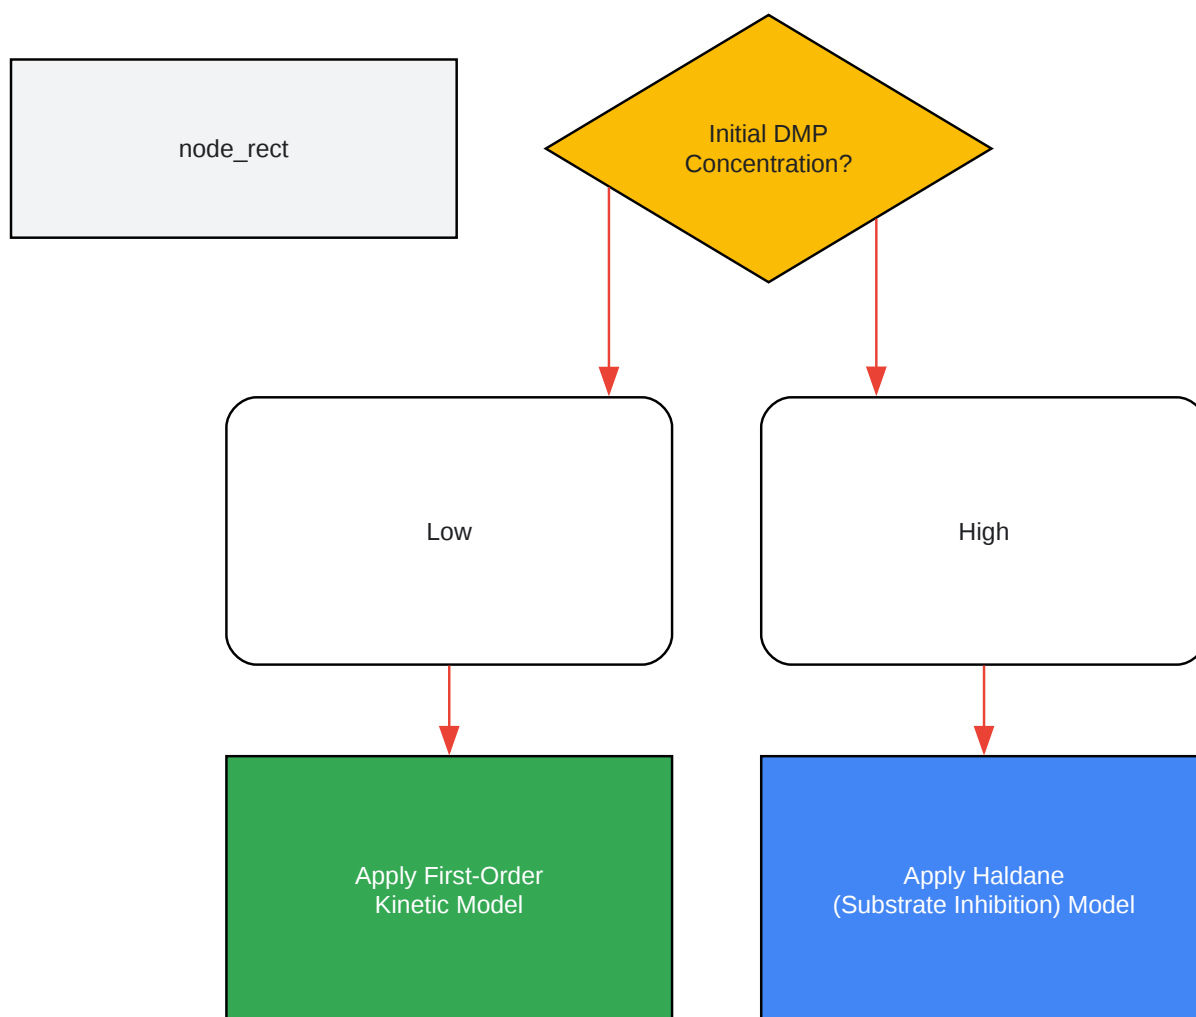 node_rect
Initial DMP
Concentration?
Low
High
Apply First-Order
Kinetic Model
Apply Haldane
(Substrate Inhibition) Model